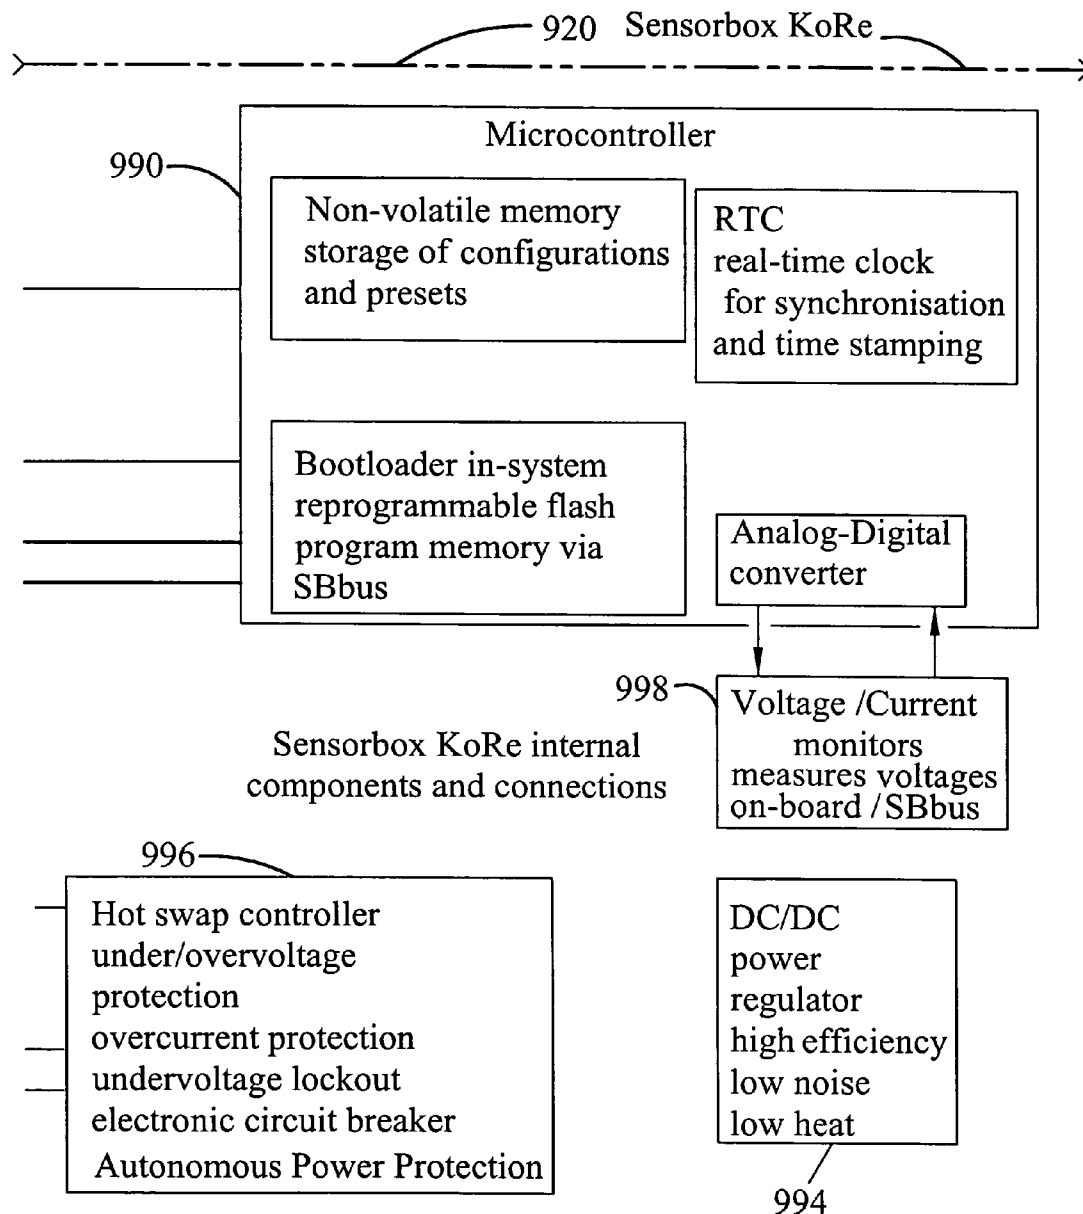 920 Sensorbox KoRe
Microcontroller
990
Non-volatile memory
storage of configurations
and presets
RTC
real-time clock
for synchronisation
and time stamping
Bootloader in-system
reprogrammable flash
program memory via
SBbus
Analog-Digital
converter
998
Voltage /Current
monitors
measures voltages
on-board /SBbus
Sensorbox KoRe internal
components and connections
996
Hot swap controller
under/overvoltage
protection
overcurrent protection
undervoltage lockout
electronic circuit breaker
Autonomous Power Protection
DC/DC
power
regulator
high efficiency
low noise
low heat
994